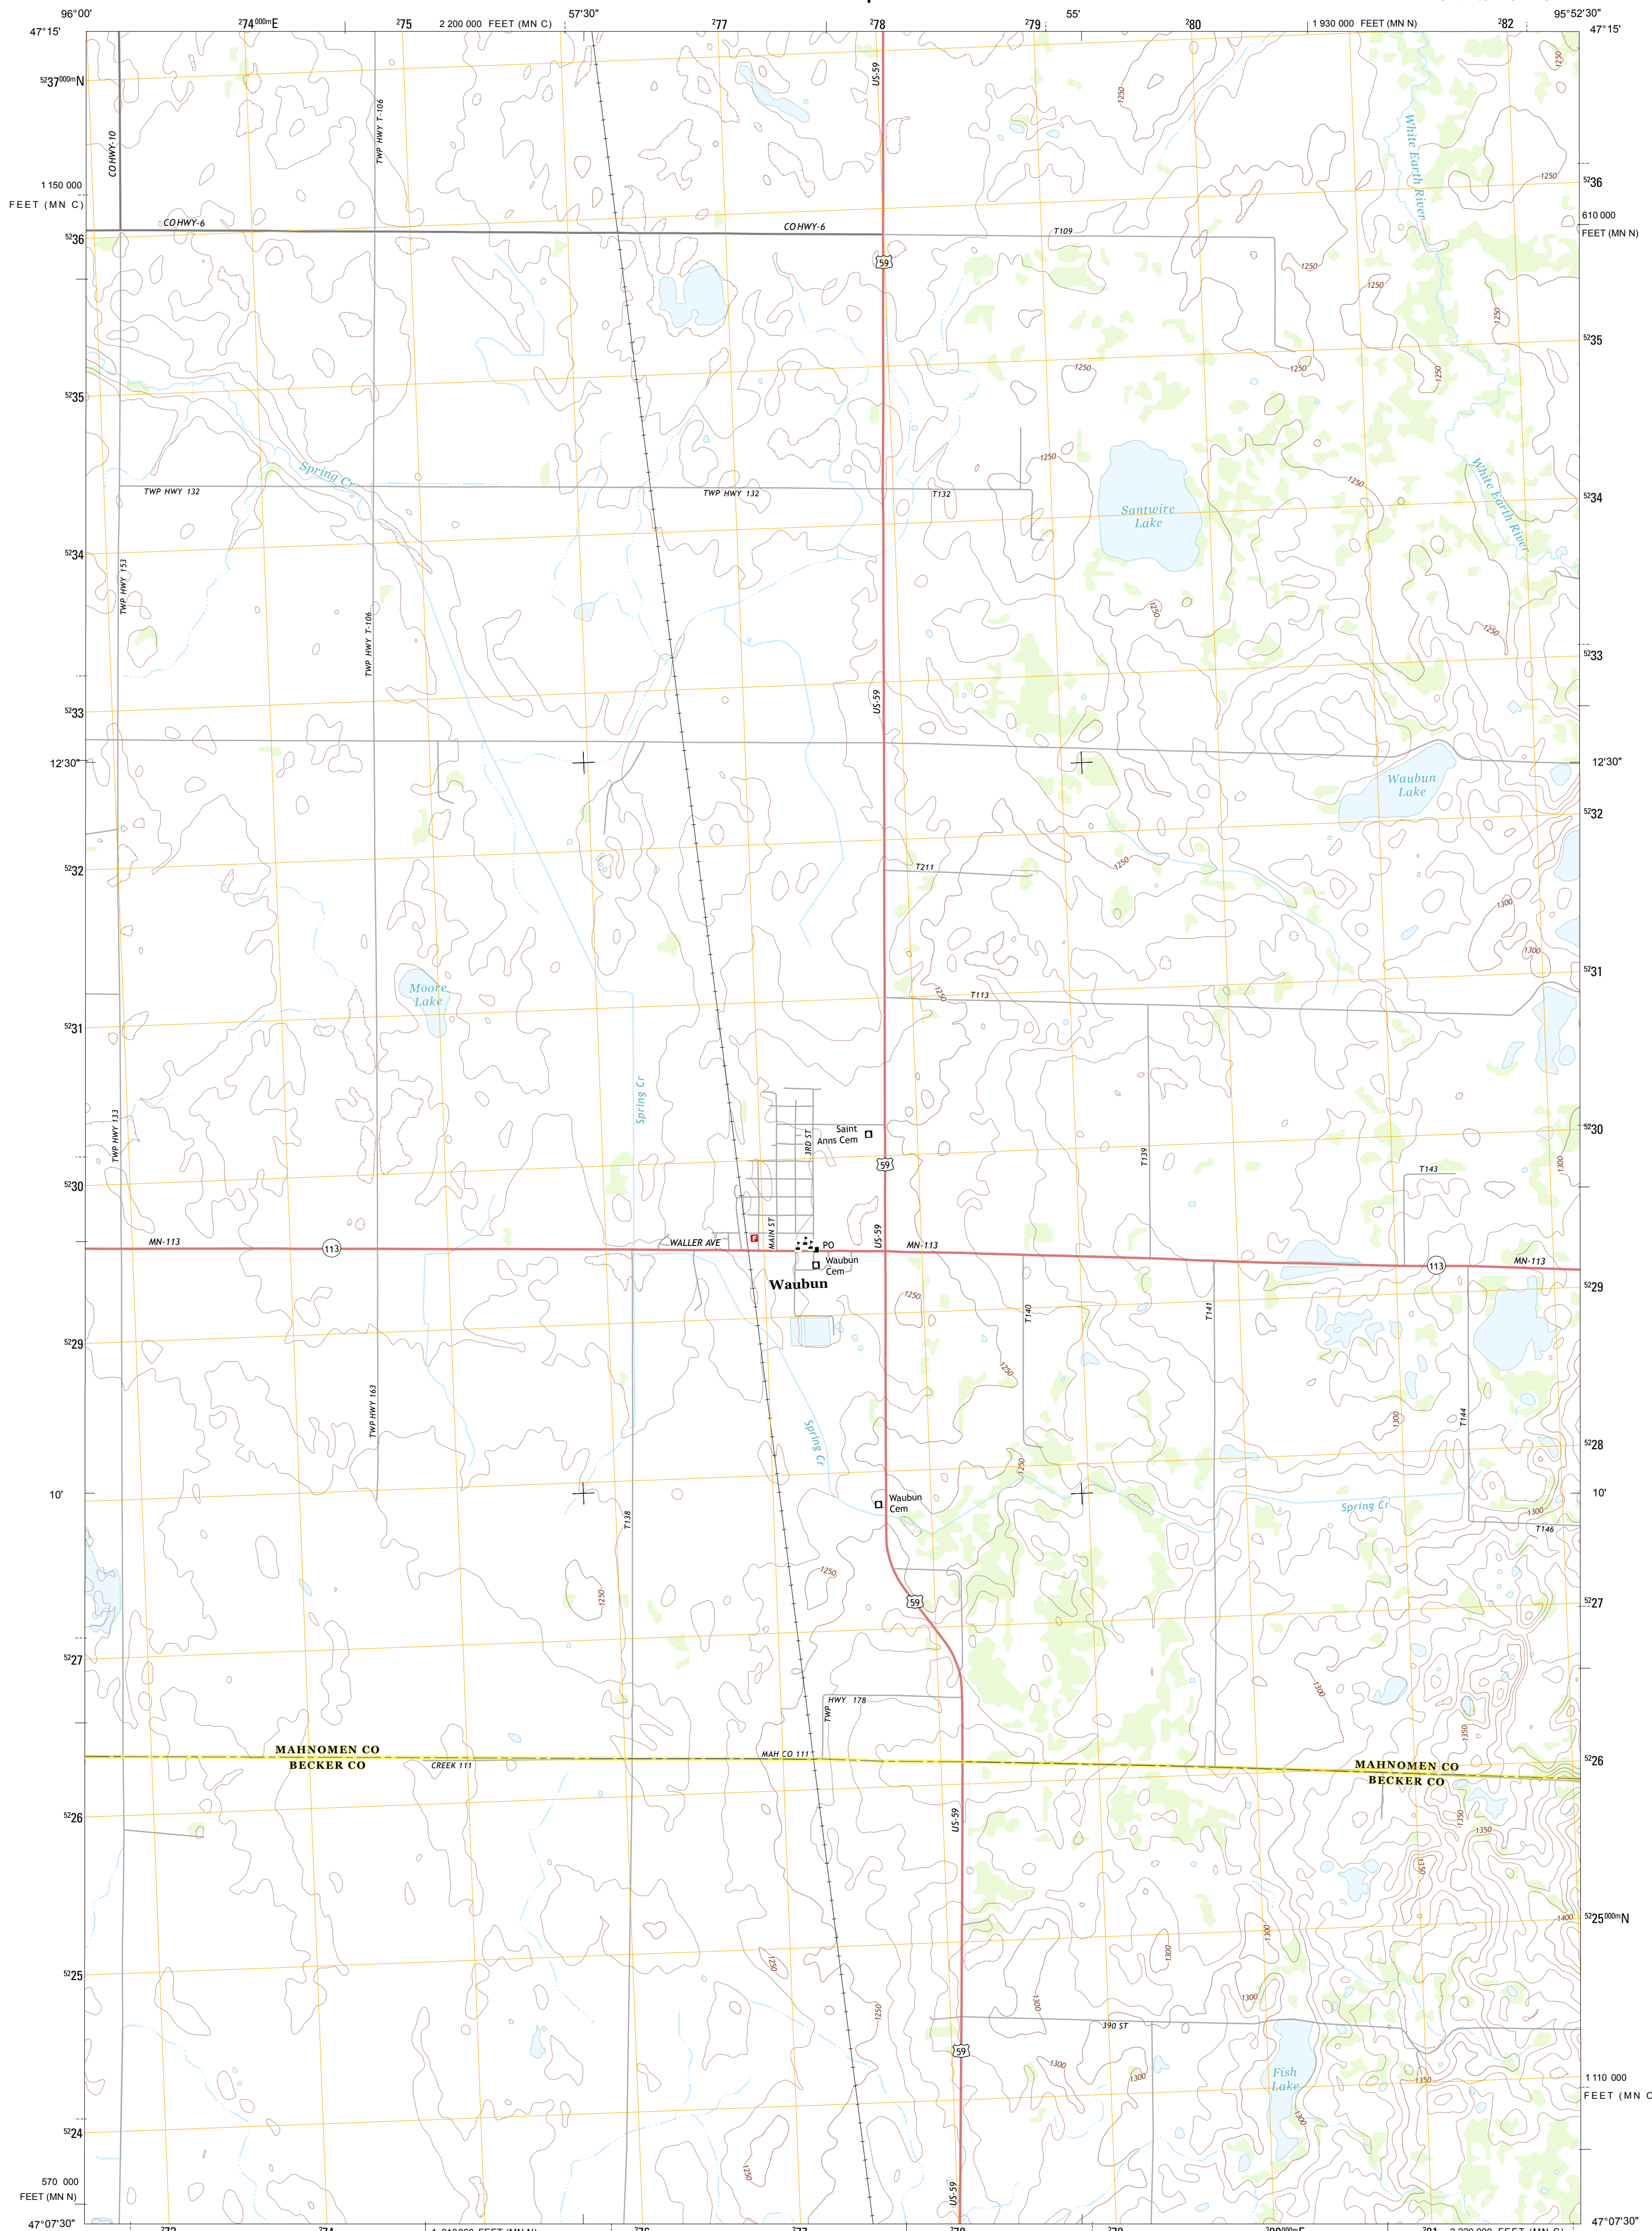 96°00'
274000mE
275
2 200 000 FEET (MN C)
57'30"
277
278
279
55'
280
1 930 000 FEET (MN N)
282
95°52'30"
47°15'
47°15'
5237000mN
US-59
1250
1250
CO HWY-10
TWP HWY T-106
White Earth River
1 150 000
FEET (MN C)
1250
5236
610 000
FEET (MN N)
CO HWY-6
CO HWY-6
T109
5236
59
1250
1250
1250
1250
5235
1250
1250
1250
5235
1250
Spring Cr
White Earth River
1250
TWP HWY 132
TWP HWY 132
T132
5234
Santwire
Lake
5234
TWP HWY 153
TWP HWY T-106
1250
1250
5233
US-59
5233
12'30"
12'30"
Waubun
Lake
5232
5232
T211
1250
1300
1300
5231
Moore
Lake
1250
T113
5231
Spring Cr
TWP HWY 133
3RD ST
Saint
Anns Cem
5230
59
T139
T143
1300
5230
MN-113
113
WALLER AVE
F
MAIN ST
PO
US-59
MN-113
113
MN-113
Waubun
Cem
Waubun
5229
1250
T140
T141
5229
1250
TWP HWY 163
1300
T144
Spring Cr
5228
1250
10'
10'
Waubun
Cem
Spring Cr
1300
T146
T138
1250
1250
59
5227
5227
1300
TWP HWY 178
1350
MAHNOMEN CO
BECKER CO
CREEK 111
MAH CO 111
MAHNOMEN CO
BECKER CO
5226
5226
US-59
1350
1350
1350
1400
5225000mN
1300
1300
1250
5225
1250
1300
1300
390 ST
59
1300
1300
Fish
Lake
1350
1 110 000
FEET (MN C
1300
5224
1250
570 000
FEET (MN N)
US-59
47°07'30"
47°07'30"